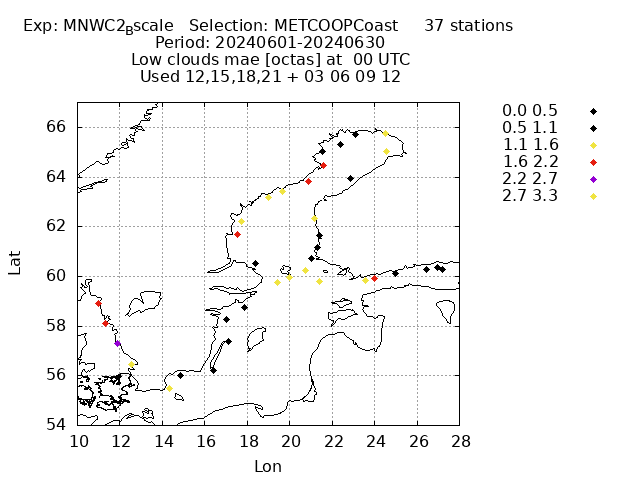 Exp: MNWC2Bscale   Selection: METCOOPCoast     37 stations
Period: 20240601-20240630
Low clouds mae [octas] at  00 UTC
Used 12,15,18,21 + 03 06 09 12
0.0 0.5
0.5 1.1
1.1 1.6
1.6 2.2
2.2 2.7
2.7 3.3
66
64
62
60
58
56
54
Lat
10 12 14 16 18 20 22 24 26 28
Lon